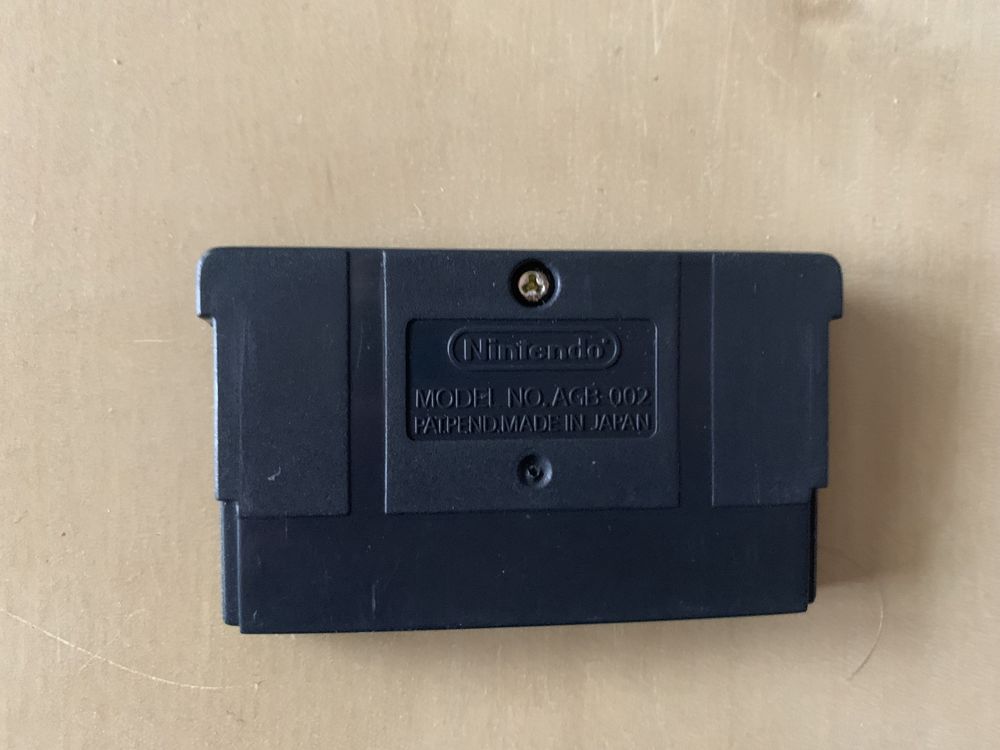 Nintendo®
MODEL NO. AGB-002
PAT.PEND.MADE IN JAPAN